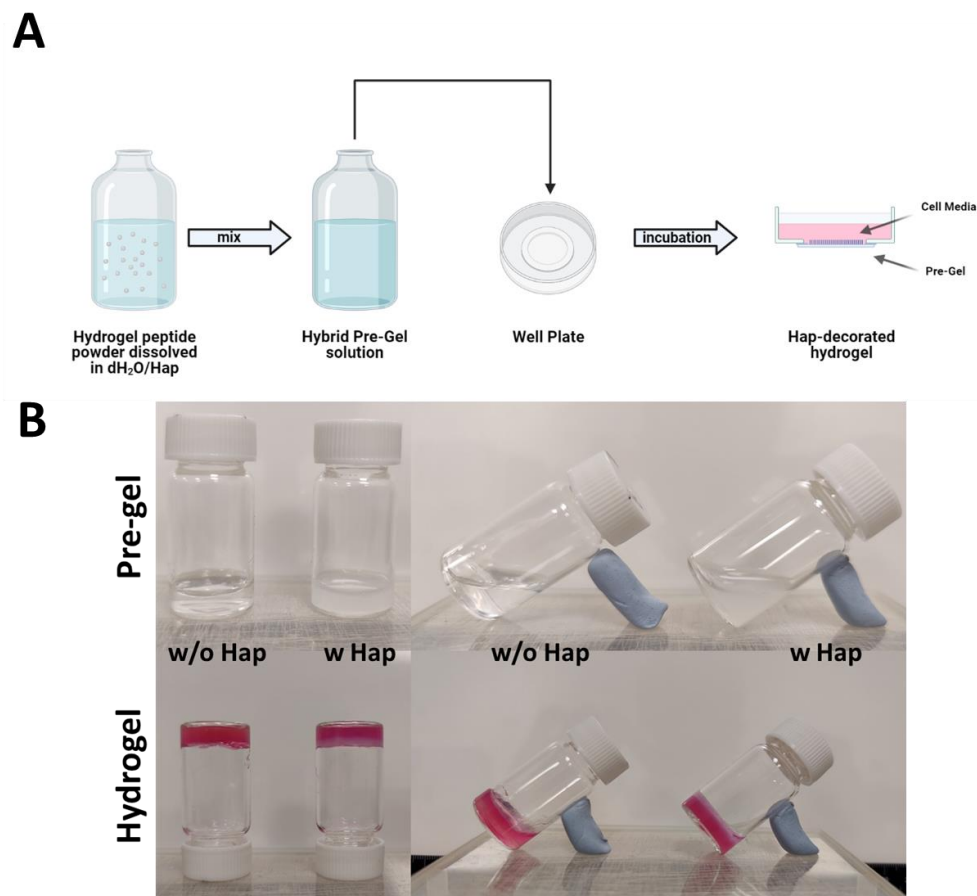 A
mix
incubation
Cell Media
Pre-Gel
Hydrogel peptide
powder dissolved
in dH₂O/Hap
Hybrid Pre-Gel
solution
Well Plate
Hap-decorated
hydrogel
B
Pre-gel
w/o Hap
w Hap
w/o Hap
w Hap
Hydrogel